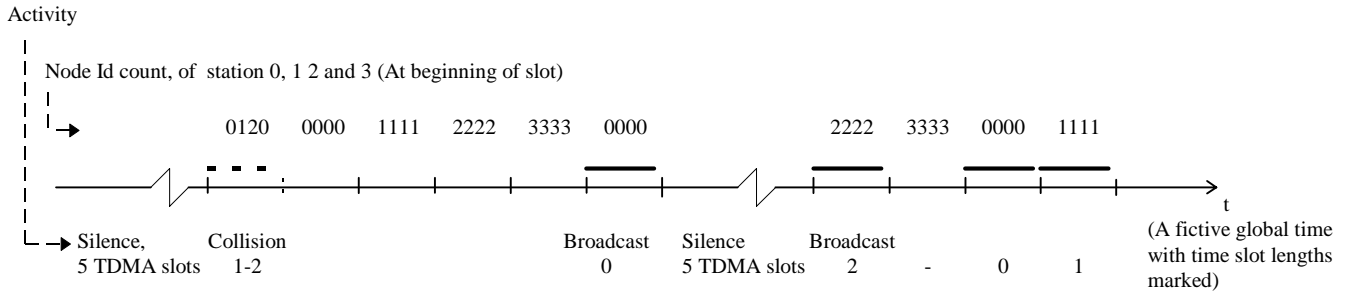 Activity
Node Id count, of station 0, 1 2 and 3 (At beginning of slot)
0120 0000 1111 2222 3333 0000 2222 3333 0000 1111
t
Silence, Collision Broadcast Silence Broadcast (A fictive global time
5 TDMA slots 1-2 0 5 TDMA slots 2 - 0 1 with time slot lengths
marked)